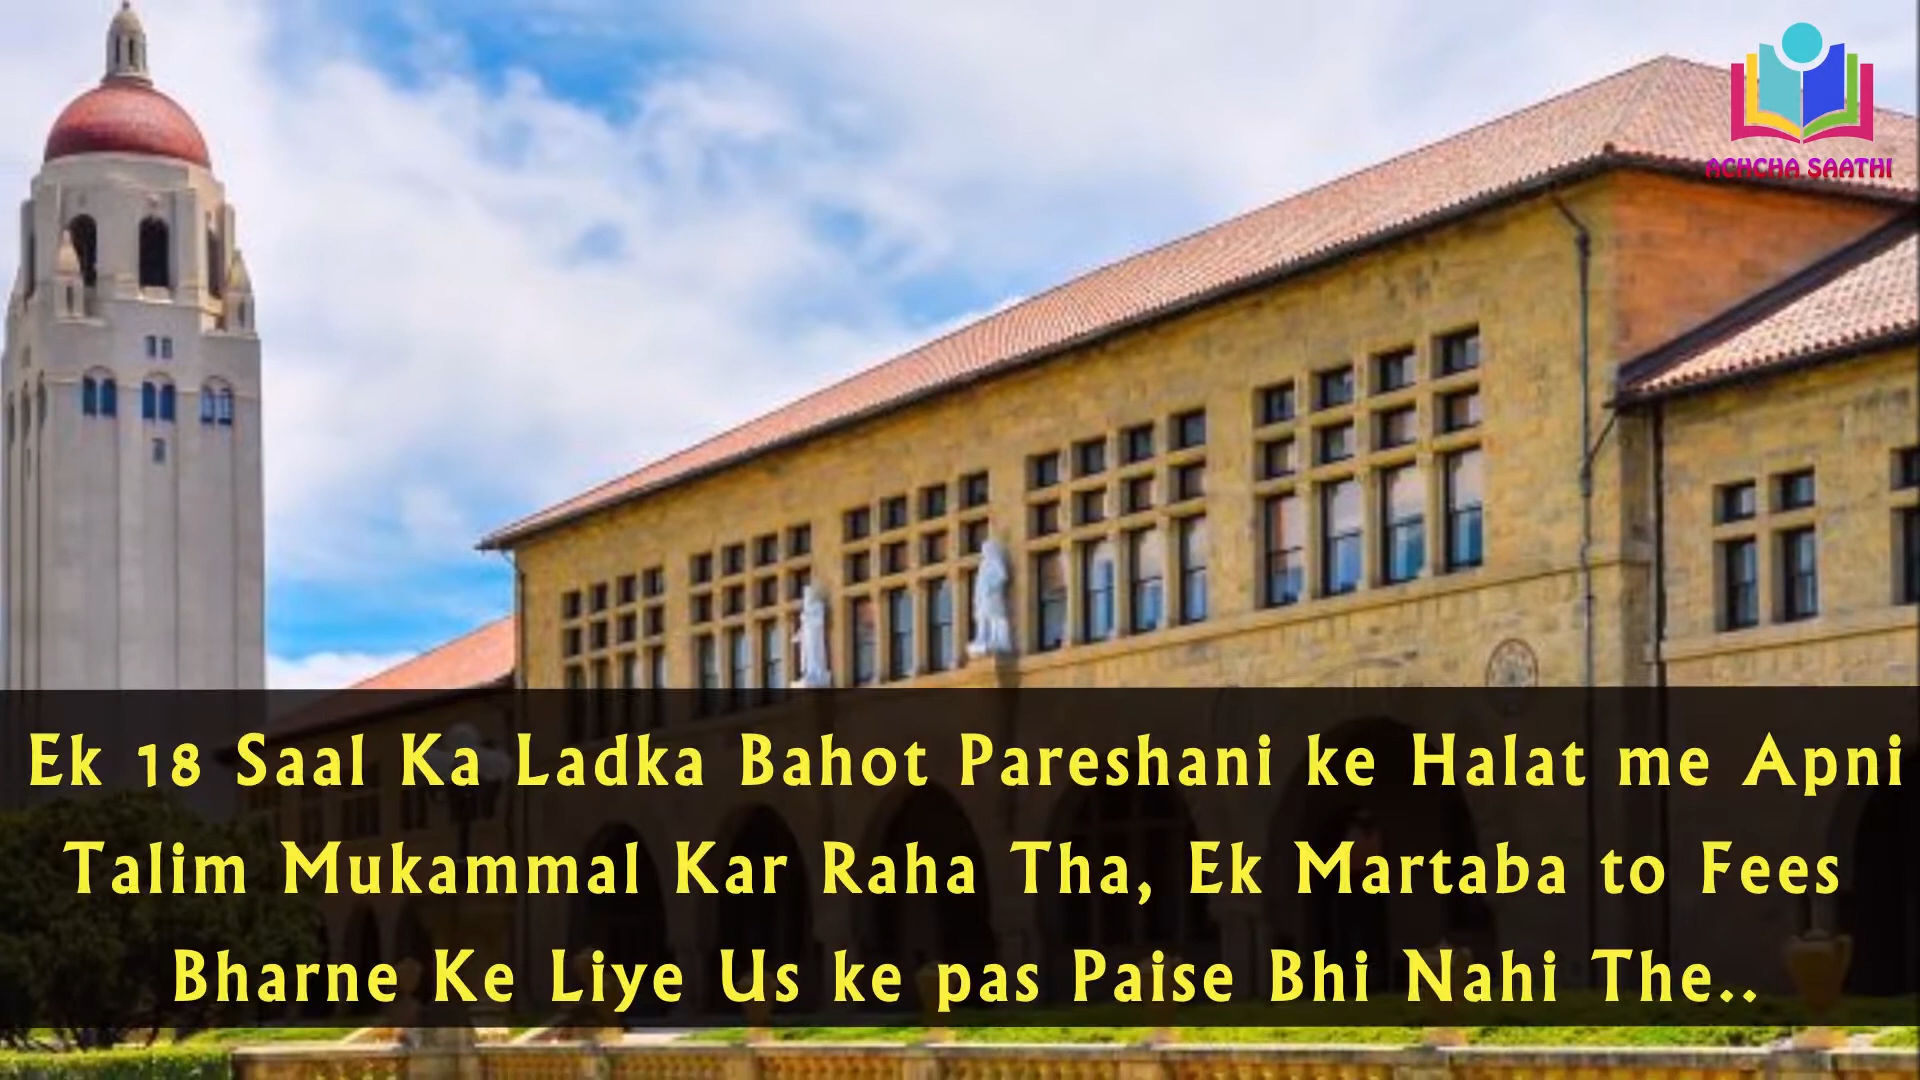 ACHCHA SAATHI
Ek 18 Saal Ka Ladka Bahot Pareshani ke Halat me Apni
Talim Mukammal Kar Raha Tha, Ek Martaba to Fees
Bharne Ke Liye Us ke pas Paise Bhi Nahi The..